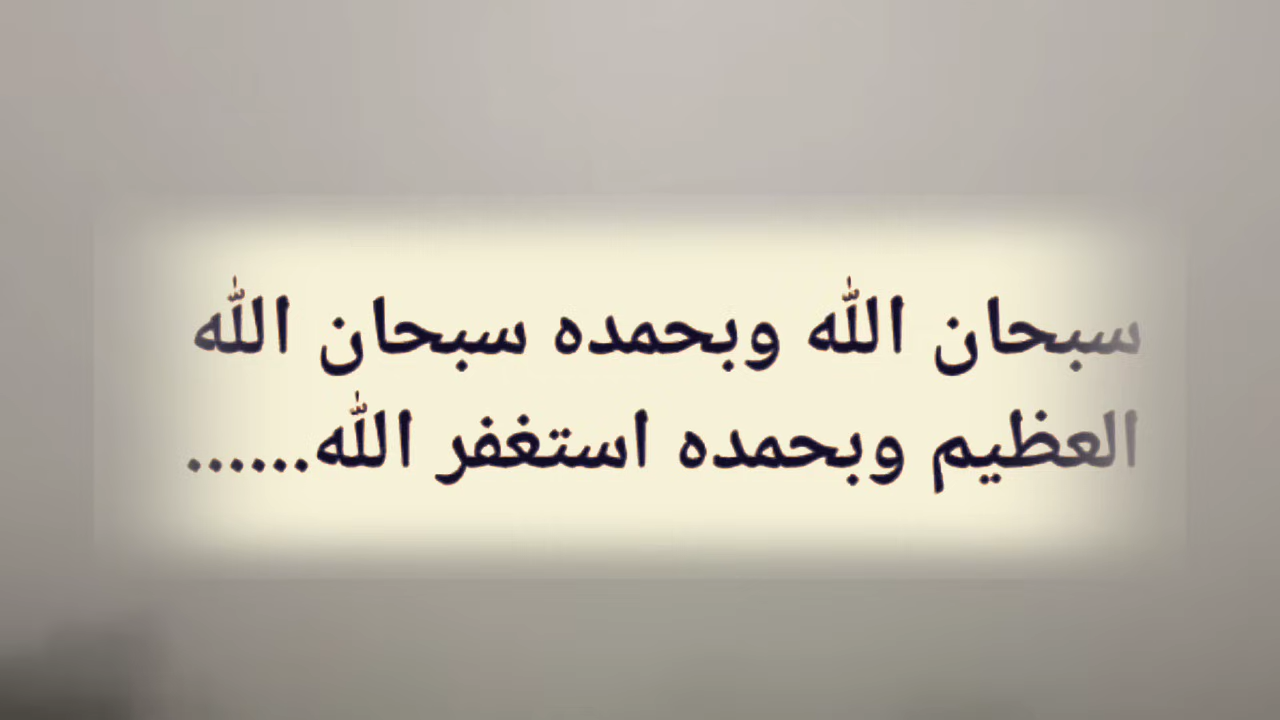 سبحان الله وبحمده سبحان الله
العظيم وبحمده استغفر الله......